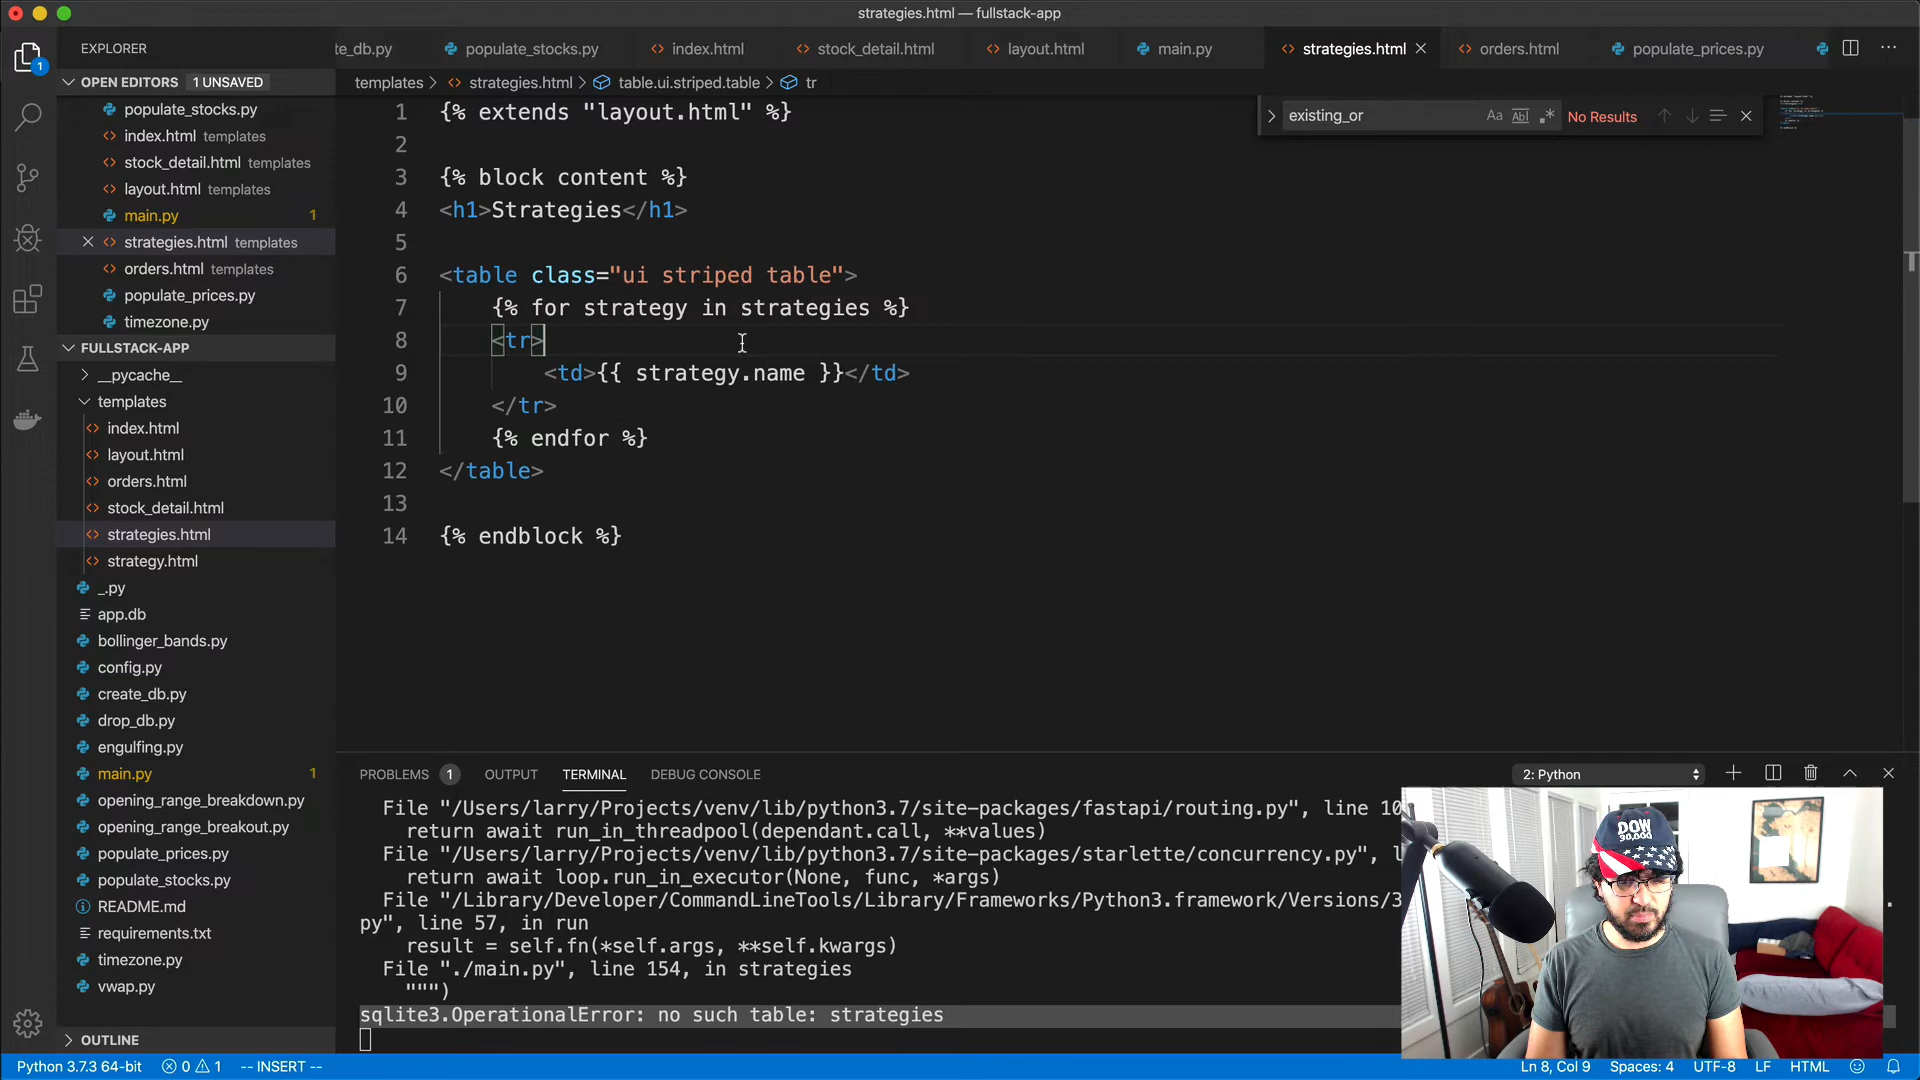 strategies.html — fullstack-app
EXPLORER
te_db.py
populate_stocks.py
index.html
stock_detail.html
layout.html
main.py
strategies.html
orders.html
populate_prices.py
OPEN EDITORS
1 UNSAVED
templates > strategies.html > table.ui.striped.table > tr
populate_stocks.py
index.html templates
stock_detail.html templates
layout.html templates
main.py 1
strategies.html templates
orders.html templates
populate_prices.py
timezone.py
FULLSTACK-APP
__pycache__
templates
index.html
layout.html
orders.html
stock_detail.html
strategies.html
strategy.html
_.py
app.db
bollinger_bands.py
config.py
create_db.py
drop_db.py
engulfing.py
main.py 1
opening_range_breakdown.py
opening_range_breakout.py
populate_prices.py
populate_stocks.py
README.md
requirements.txt
timezone.py
vwap.py
OUTLINE
1
existing_or
Aa
Abl
No Results
1 {% extends "layout.html" %}
2
3 {% block content %}
4 <h1>Strategies</h1>
5
6 <table class="ui striped table">
7 {% for strategy in strategies %}
8 <tr>
9 <td>{{ strategy.name }}</td>
10 </tr>
11 {% endfor %}
12 </table>
13
14 {% endblock %}
PROBLEMS 1 OUTPUT TERMINAL DEBUG CONSOLE
2: Python
File "/Users/larry/Projects/venv/lib/python3.7/site-packages/fastapi/routing.py", line 10
return await run_in_threadpool(dependant.call, **values)
File "/Users/larry/Projects/venv/lib/python3.7/site-packages/starlette/concurrency.py", l
return await loop.run_in_executor(None, func, *args)
File "/Library/Developer/CommandLineTools/Library/Frameworks/Python3.framework/Versions/3
py", line 57, in run
result = self.fn(*self.args, **self.kwargs)
File "./main.py", line 154, in strategies
""")
sqlite3.OperationalError: no such table: strategies
DOW
30,000
Python 3.7.3 64-bit
0
1
-- INSERT --
Ln 8, Col 9
Spaces: 4
UTF-8
LF
HTML